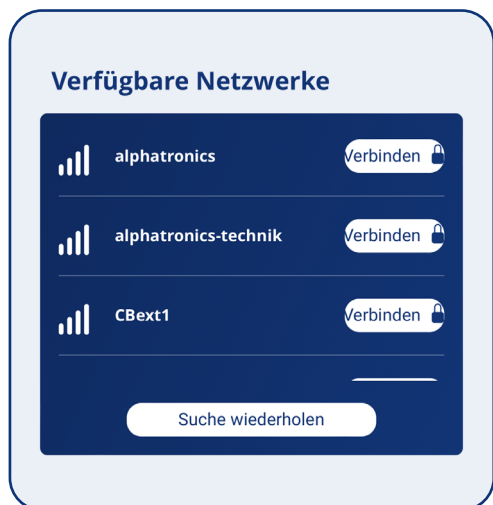 Verfügbare Netzwerke
alphatronics Verbinden
alphatronics-technik Verbinden
CBext1 Verbinden
Suche wiederholen